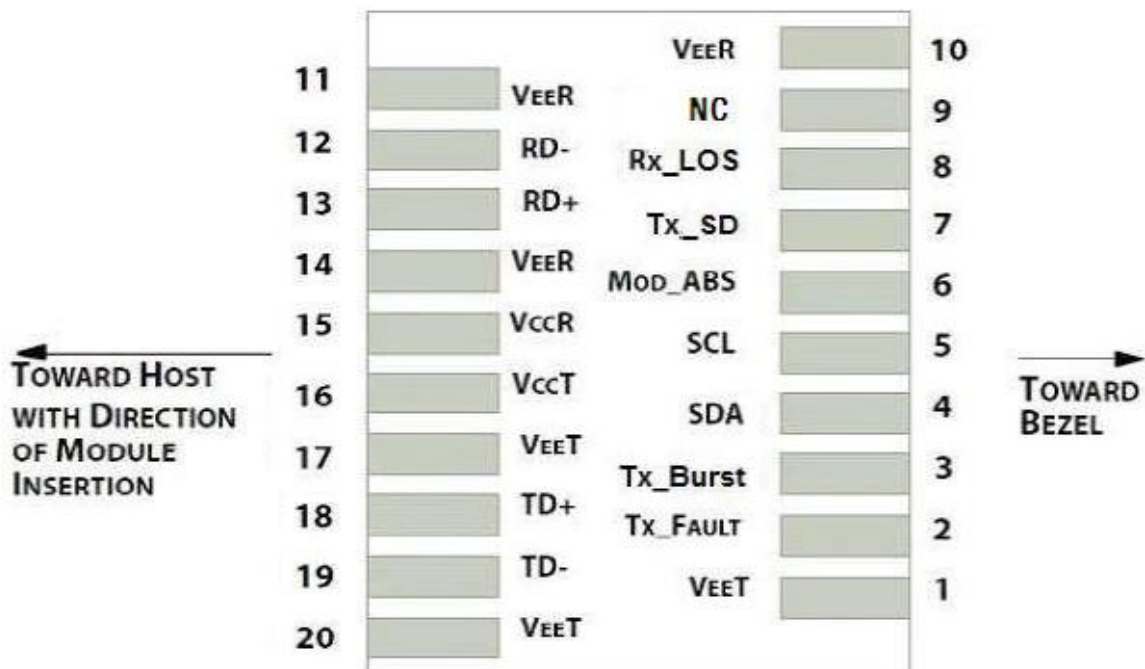 11 VEER
12 RD-
13 RD+
14 VEER
15 VCCR
16 VCCT
17 VEET
18 TD+
19 TD-
20 VEET
VEER 10
NC 9
RX_LOS 8
Tx_SD 7
MOD_ABS 6
SCL 5
SDA 4
Tx_Burst 3
TX_FAULT 2
VEET 1
TOWARD HOST
WITH DIRECTION
OF MODULE
INSERTION
TOWARD
BEZEL